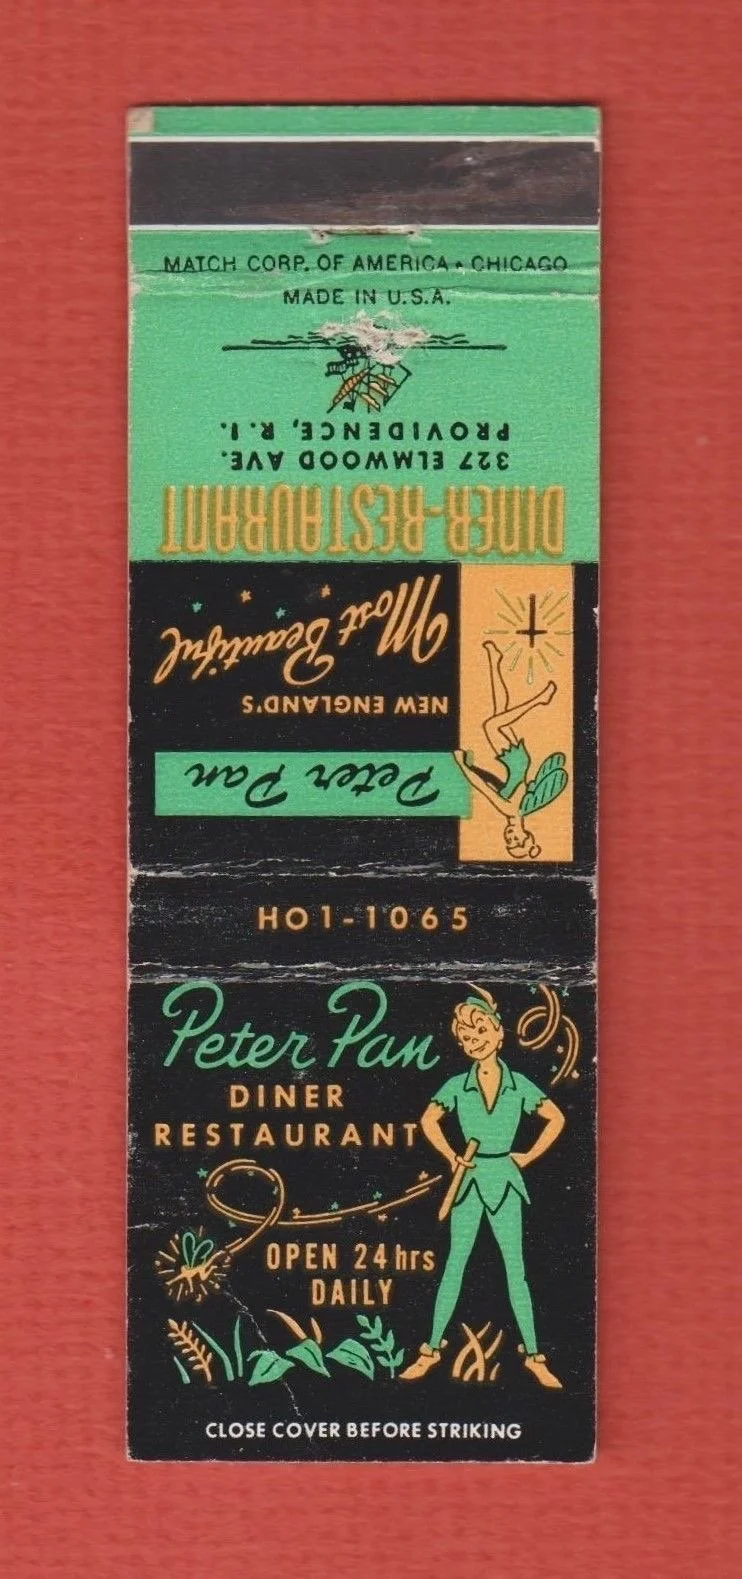 MATCH CORP. OF AMERICA • CHICAGO
MADE IN U.S.A.
Peter Pan
NEW ENGLAND'S
Most Beautiful
DINER-RESTAURANT
327 ELMWOOD AVE.
PROVIDENCE, R.I.
HO1-1065
Peter Pan
DINER
RESTAURANT
OPEN 24 hrs
DAILY
CLOSE COVER BEFORE STRIKING